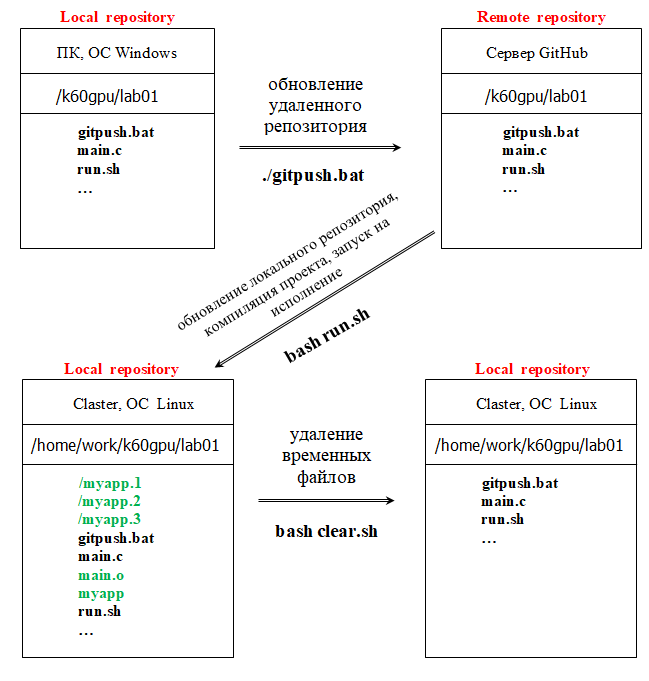 Local repository
ПК, ОС Windows
/k60gpu/lab01
gitpush.bat
main.c
run.sh
...
обновление
удаленного
репозитория
./gitpush.bat
Remote repository
Сервер GitHub
/k60gpu/lab01
gitpush.bat
main.c
run.sh
...
обновление локального репозитория,
компиляция проекта, запуск на
исполнение
bash run.sh
Local repository
Claster, ОС Linux
/home/work/k60gpu/lab01
/myapp.1
/myapp.2
/myapp.3
gitpush.bat
main.c
main.o
myapp
run.sh
...
удаление
временных
файлов
bash clear.sh
Local repository
Claster, ОС Linux
/home/work/k60gpu/lab01
gitpush.bat
main.c
run.sh
...